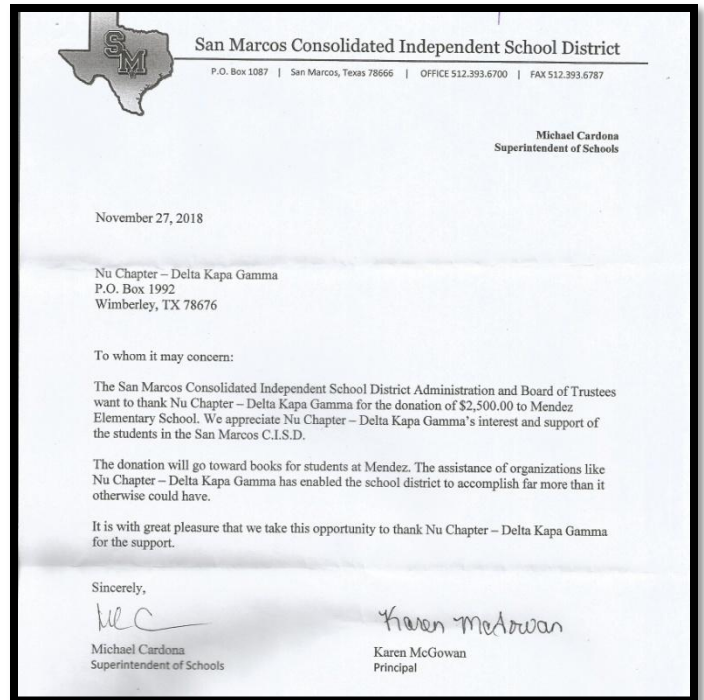 SM
San Marcos Consolidated Independent School District
P.O. Box 1087 | San Marcos, Texas 78666 | OFFICE 512.393.6700 | FAX 512.393.6787
Michael Cardona
Superintendent of Schools
November 27, 2018
Nu Chapter – Delta Kapa Gamma
P.O. Box 1992
Wimberley, TX 78676
To whom it may concern:
The San Marcos Consolidated Independent School District Administration and Board of Trustees
want to thank Nu Chapter – Delta Kapa Gamma for the donation of $2,500.00 to Mendez
Elementary School. We appreciate Nu Chapter – Delta Kapa Gamma's interest and support of
the students in the San Marcos C.I.S.D.
The donation will go toward books for students at Mendez. The assistance of organizations like
Nu Chapter – Delta Kapa Gamma has enabled the school district to accomplish far more than it
otherwise could have.
It is with great pleasure that we take this opportunity to thank Nu Chapter – Delta Kapa Gamma
for the support.
Sincerely,
MC Karen McGowan
Michael Cardona Karen McGowan
Superintendent of Schools Principal